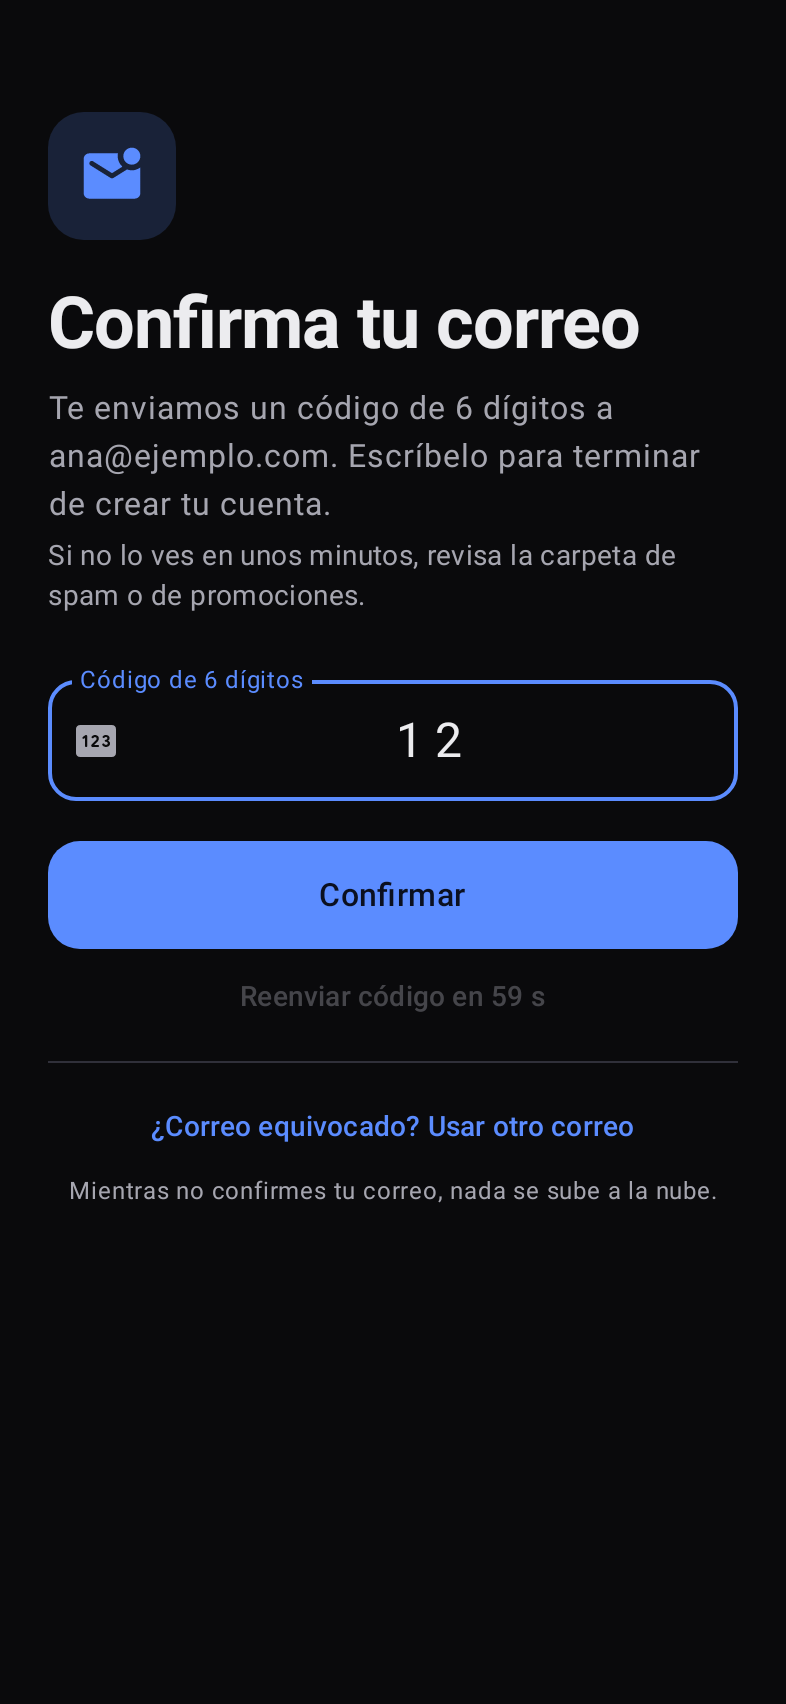 Confirma tu correo
Te enviamos un código de 6 dígitos a
ana@ejemplo.com. Escríbelo para terminar
de crear tu cuenta.
Si no lo ves en unos minutos, revisa la carpeta de
spam o de promociones.
Código de 6 dígitos
123
1 2
Confirmar
Reenviar código en 59 s
¿Correo equivocado? Usar otro correo
Mientras no confirmes tu correo, nada se sube a la nube.